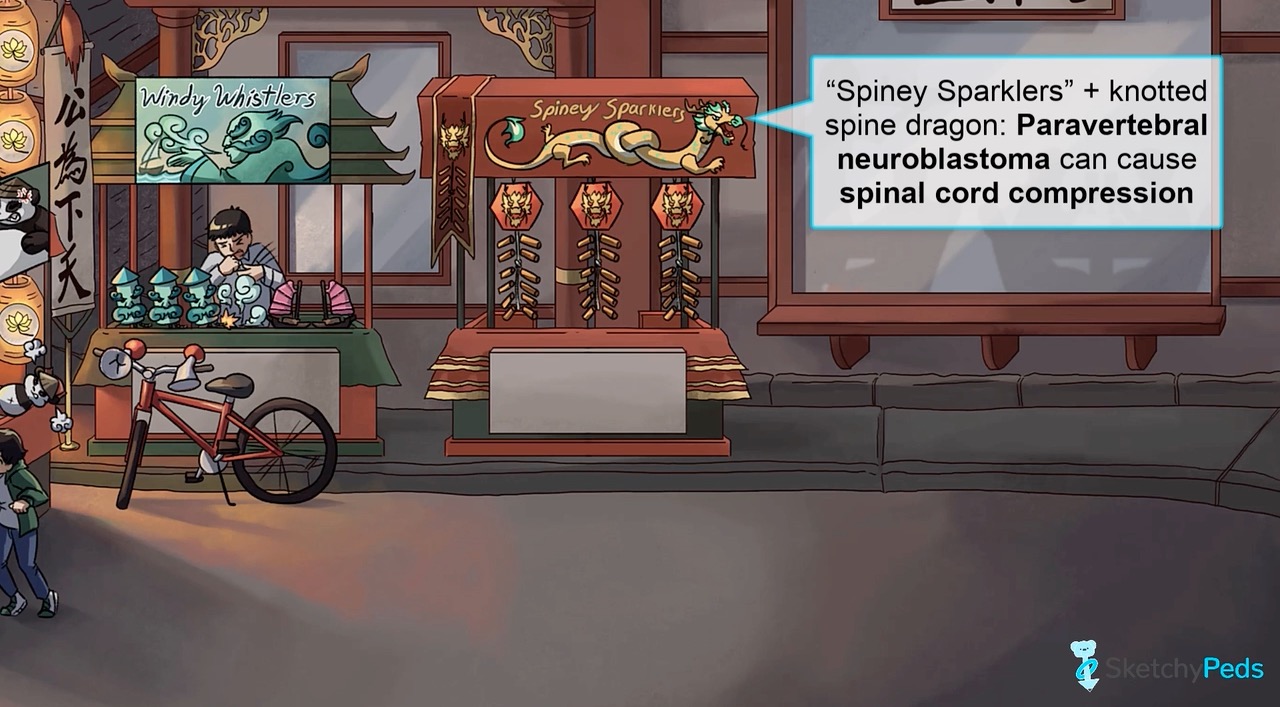 Windy Whistlers
Spiney Sparklers
“Spiney Sparklers” + knotted
spine dragon: Paravertebral
neuroblastoma can cause
spinal cord compression
公為下天
SketchyPeds